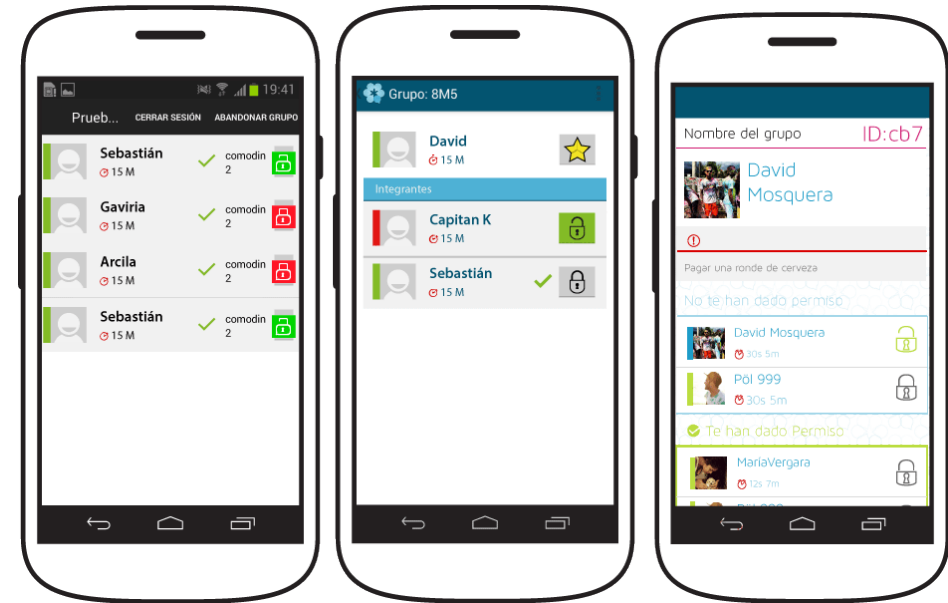 19:41
Prueb... CERRAR SESIÓN ABANDONAR GRUPO
Sebastián
15 M
comodin
2
Gaviria
15 M
comodin
2
Arcila
15 M
comodin
2
Sebastián
15 M
comodin
2
Grupo: 8M5
David
15 M
Integrantes
Capitan K
15 M
Sebastián
15 M
Nombre del grupo ID:cb7
David
Mosquera
Pagar una ronde de cerveza
No te han dado permiso
David Mosquera
30s 5m
Pöl 999
30s 5m
Te han dado Permiso
MaríaVergara
12s 7m